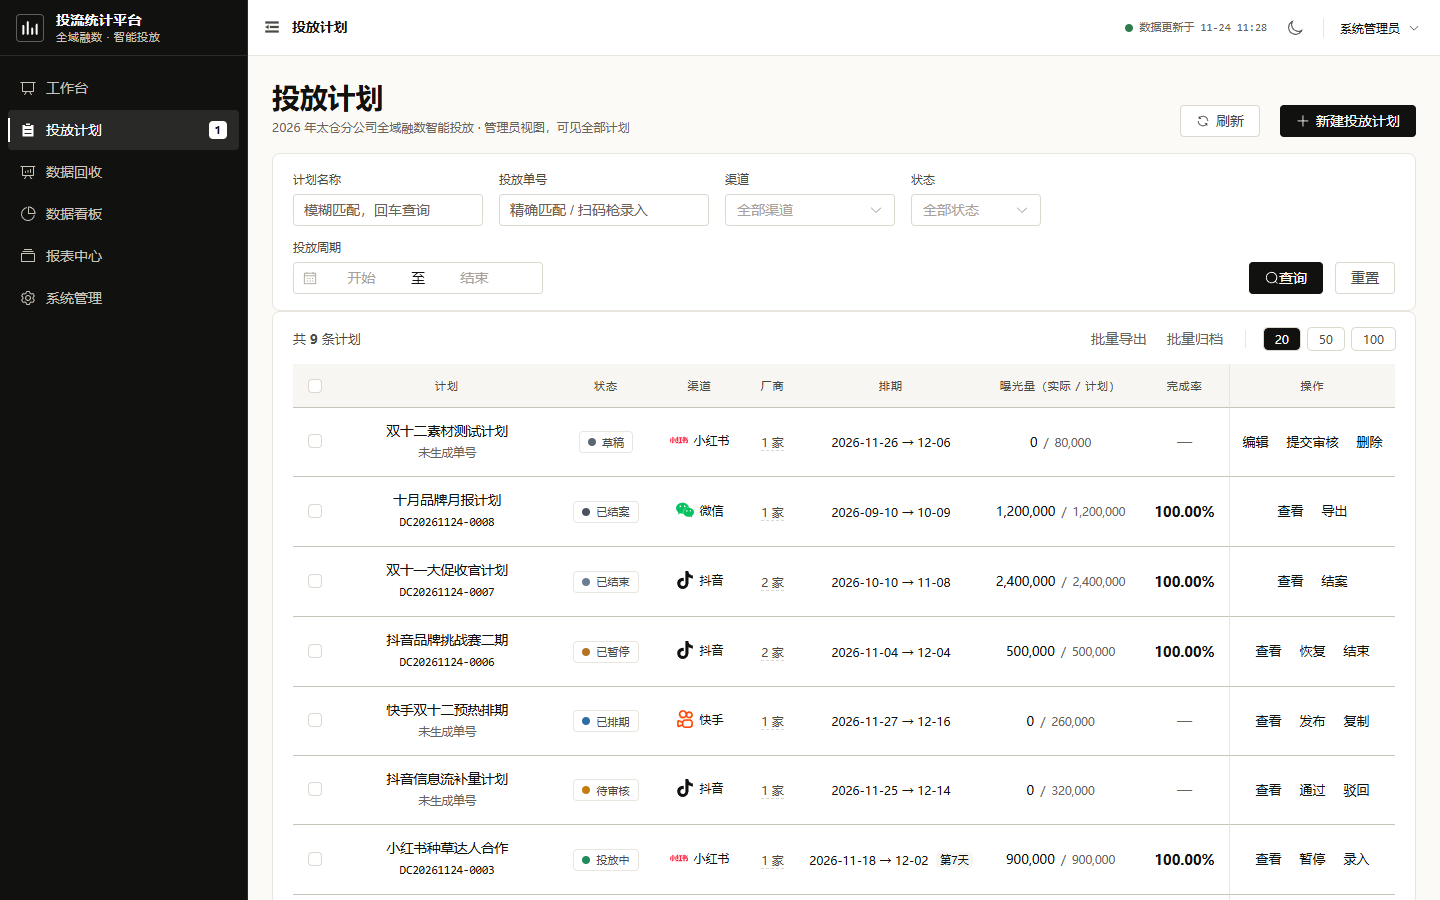 投流统计平台
全域融数 · 智能投放
工作台
投放计划 1
数据回收
数据看板
报表中心
系统管理
投放计划
数据更新于 11-24 11:28
系统管理员
投放计划
2026 年太仓分公司全域融数智能投放 · 管理员视图，可见全部计划
刷新
新建投放计划
计划名称 投放单号 渠道 状态
模糊匹配，回车查询 精确匹配 / 扫码枪录入 全部渠道 全部状态
投放周期
开始 至 结束
查询 重置
共 9 条计划 批量导出 批量归档 20 50 100
计划 状态 渠道 厂商 排期 曝光量（实际 / 计划） 完成率 操作
双十二素材测试计划
未生成单号
草稿 小红书 小红书 1 家 2026-11-26 → 12-06 0 / 80,000 — 编辑 提交审核 删除
十月品牌月报计划
DC20261124-0008
已结案 微信 1 家 2026-09-10 → 10-09 1,200,000 / 1,200,000 100.00% 查看 导出
双十一大促收官计划
DC20261124-0007
已结束 抖音 2 家 2026-10-10 → 11-08 2,400,000 / 2,400,000 100.00% 查看 结案
抖音品牌挑战赛二期
DC20261124-0006
已暂停 抖音 2 家 2026-11-04 → 12-04 500,000 / 500,000 100.00% 查看 恢复 结束
快手双十二预热排期
未生成单号
已排期 快手 1 家 2026-11-27 → 12-16 0 / 260,000 — 查看 发布 复制
抖音信息流补量计划
未生成单号
待审核 抖音 1 家 2026-11-25 → 12-14 0 / 320,000 — 查看 通过 驳回
小红书种草达人合作
DC20261124-0003
投放中 小红书 小红书 1 家 2026-11-18 → 12-02 第7天 900,000 / 900,000 100.00% 查看 暂停 录入